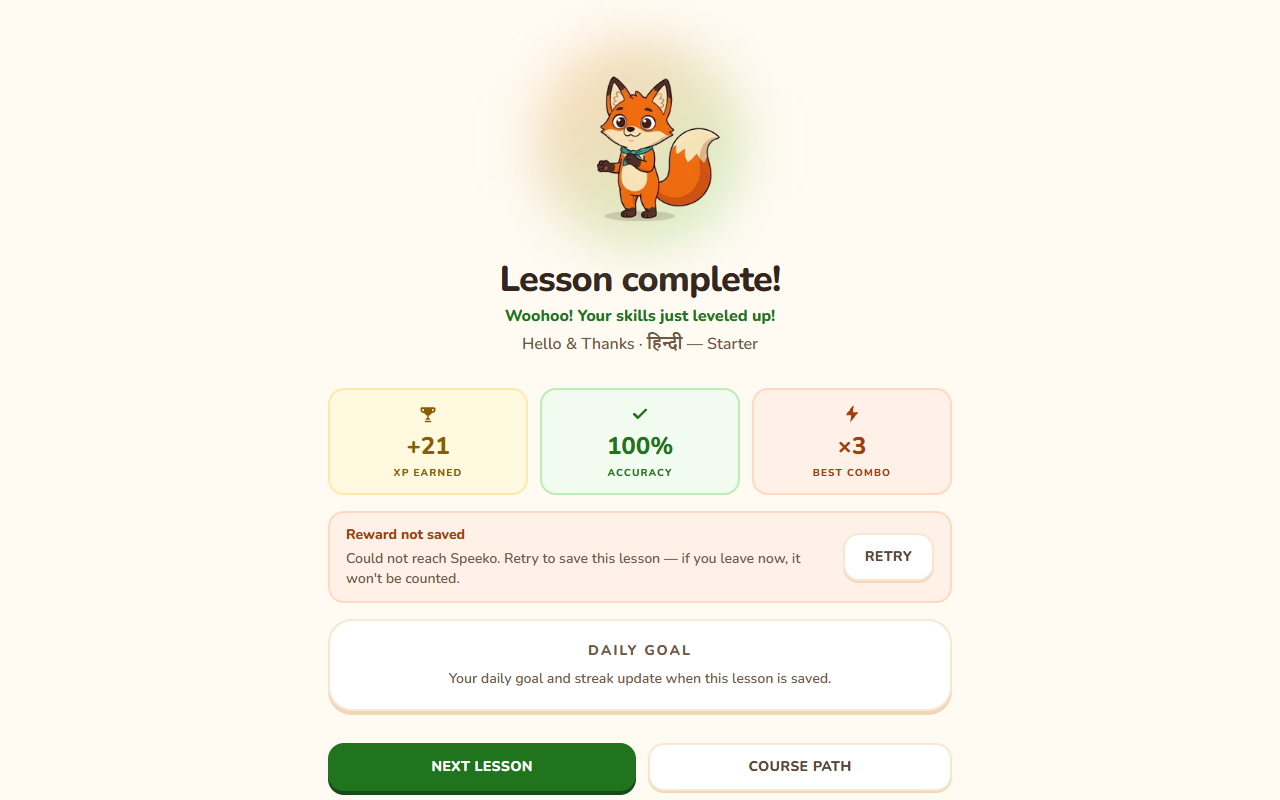 Lesson complete!
Woohoo! Your skills just leveled up!
Hello & Thanks · हिन्दी — Starter
+21
XP EARNED
100%
ACCURACY
×3
BEST COMBO
Reward not saved
Could not reach Speeko. Retry to save this lesson — if you leave now, it
won't be counted.
RETRY
DAILY GOAL
Your daily goal and streak update when this lesson is saved.
NEXT LESSON
COURSE PATH